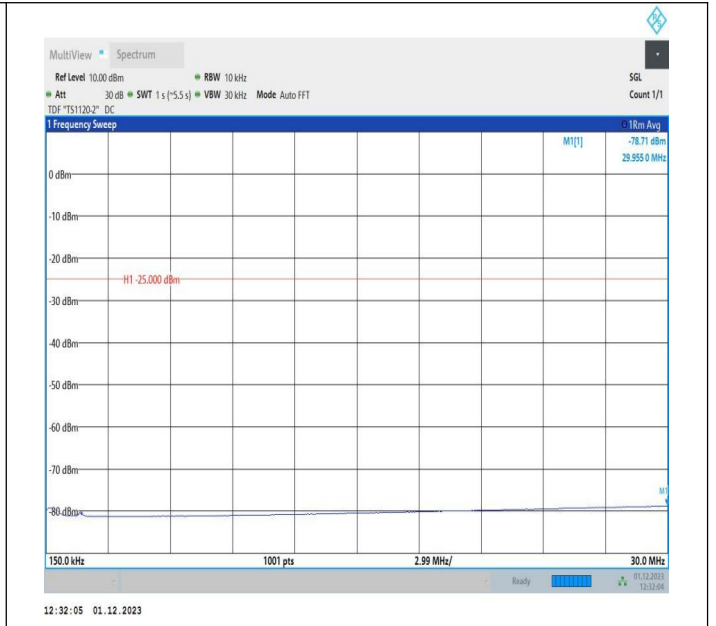 MultiView Spectrum
Ref Level 10.00 dBm RBW 10 kHz SGL
Att 30 dB SWT 1 s (~5.5 s) VBW 30 kHz Mode Auto FFT Count 1/1
TDF "TS1120-2" DC
1 Frequency Sweep 1Rm Avg
M1[1] -78.71 dBm
29.955 0 MHz
0 dBm
-10 dBm
-20 dBm
H1 -25.000 dBm
-30 dBm
-40 dBm
-50 dBm
-60 dBm
-70 dBm
M1
-80 dBm
150.0 kHz 1001 pts 2.99 MHz/ 30.0 MHz
Ready 01.12.2023
12:32:04
12:32:05 01.12.2023